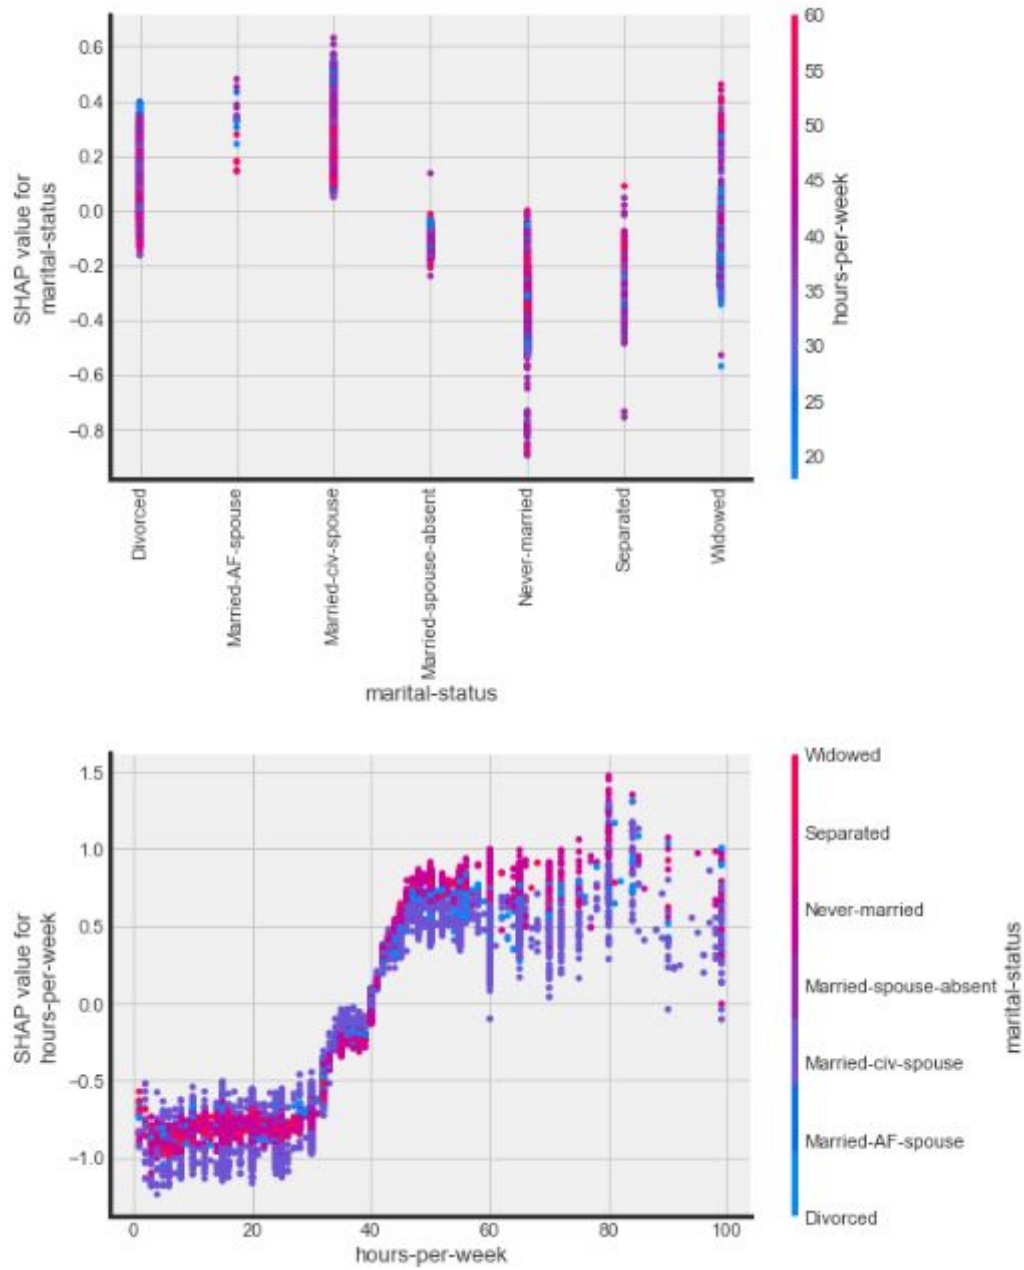 0.6
0.4
0.2
0.0
−0.2
−0.4
−0.6
−0.8
SHAP value for
marital-status
Divorced
Married-AF-spouse
Married-civ-spouse
Married-spouse-absent
Never-married
Separated
Widowed
marital-status
60
55
50
45
40
35
30
25
20
hours-per-week
1.5
1.0
0.5
0.0
−0.5
−1.0
SHAP value for
hours-per-week
0
20
40
60
80
100
hours-per-week
Widowed
Separated
Never-married
Married-spouse-absent
Married-civ-spouse
Married-AF-spouse
Divorced
marital-status